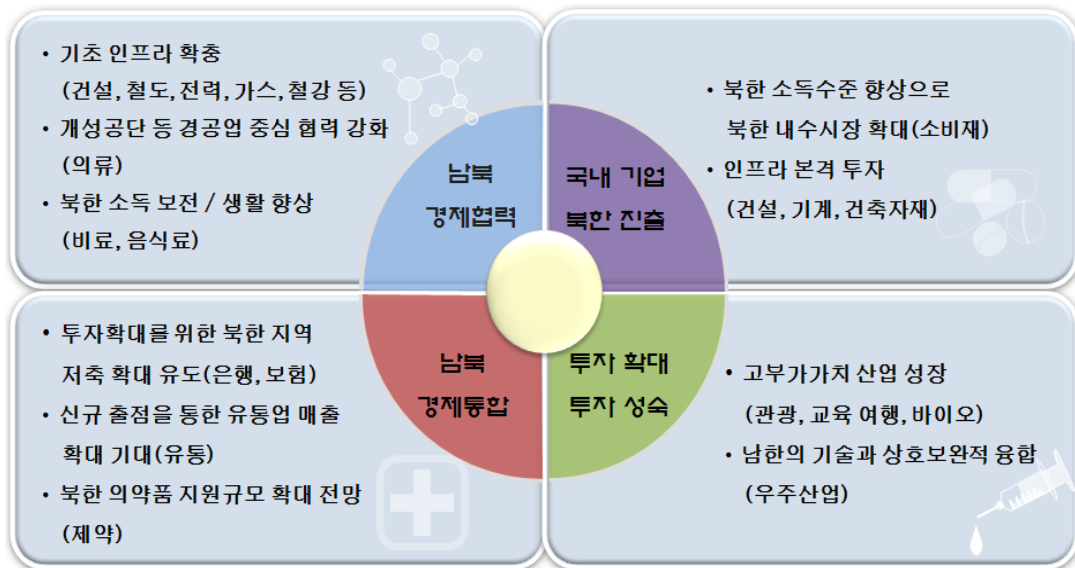 • 기초 인프라 확충
(건설, 철도, 전력, 가스, 철강 등)
• 개성공단 등 경공업 중심 협력 강화
(의류)
• 북한 소득 보전 / 생활 향상
(비료, 음식료)
남북
경제협력
국내 기업
북한 진출
• 북한 소득수준 향상으로
북한 내수시장 확대(소비재)
• 인프라 본격 투자
(건설, 기계, 건축자재)
• 투자확대를 위한 북한 지역
저축 확대 유도(은행, 보험)
• 신규 출점을 통한 유통업 매출
확대 기대(유통)
• 북한 의약품 지원규모 확대 전망
(제약)
남북
경제통합
투자 확대
투자 성숙
• 고부가가치 산업 성장
(관광, 교육 여행, 바이오)
• 남한의 기술과 상호보완적 융합
(우주산업)